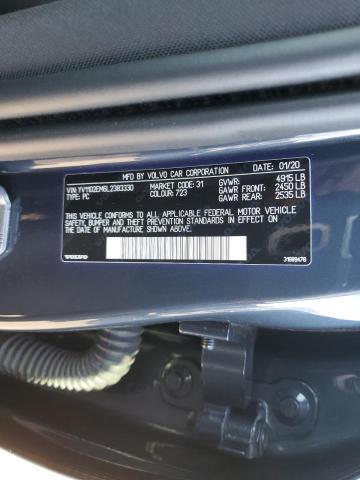 MFD BY VOLVO CAR CORPORATION 01/20
VIN: YV1102EM6L2383330 MARKET CODE: 31 GVWR: 4915 LB
TYPE: PC COLOUR: 723 GAWR FRONT: 2450 LB
GAWR REAR: 2535 LB
THIS VEHICLE CONFORMS TO ALL APPLICABLE FEDERAL MOTOR VEHICLE
SAFETY, BUMPER AND THEFT PREVENTION STANDARDS IN EFFECT ON
THE DATE OF MANUFACTURE SHOWN ABOVE.
VOLVO 31689476